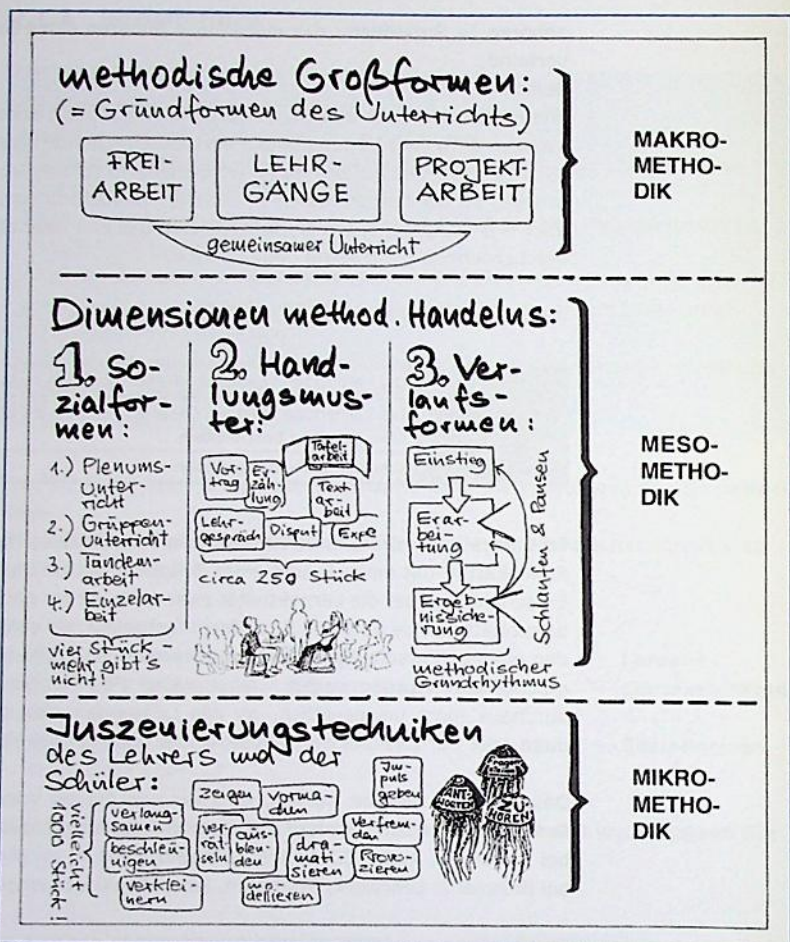 methodische Großformen:
(= Grundformen des Unterrichts)
FREI-
ARBEIT
LEHR-
GÄNGE
PROJEKT-
ARBEIT
gemeinsamer Unterricht
MAKRO-
METHO-
DIK
Dimensionen method. Handelns:
1. So-
zialfor-
men:
1.) Plenums-
unter-
richt
2.) Gruppen-
unterricht
3.) Tandem-
arbeit
4.) Einzelar-
beit
vier Stück -
mehr gibt's
nicht!
2. Hand-
lungsmus-
ter:
Vor-
trag
Er-
zäh-
lung
Tafel-
arbeit
Text
ar-
beit
Lehr-
gespräch
Disput
Expe
circa 250 Stück
3. Ver-
laufs-
formen:
Einstieg
Erar-
bei-
tung
Ergeb-
nissiche-
rung
Schlaufen & Pausen
methodischer
Grundrhythmus
MESO-
METHO-
DIK
Inszenierungstechniken
des Lehrers und der
Schüler:
vielleicht
1000 Stück!
verlang-
samen
beschleu-
nigen
verklei-
nern
zeigen
vorma-
chen
ver-
rät-
seln
aus-
blen-
den
mo-
dellieren
dra-
mati-
sieren
Im-
puls
geben
Verfrem-
den
Provo-
zieren
ANT-
WORTEN
Fragen
ZU-
HÖREN
MIKRO-
METHO-
DIK